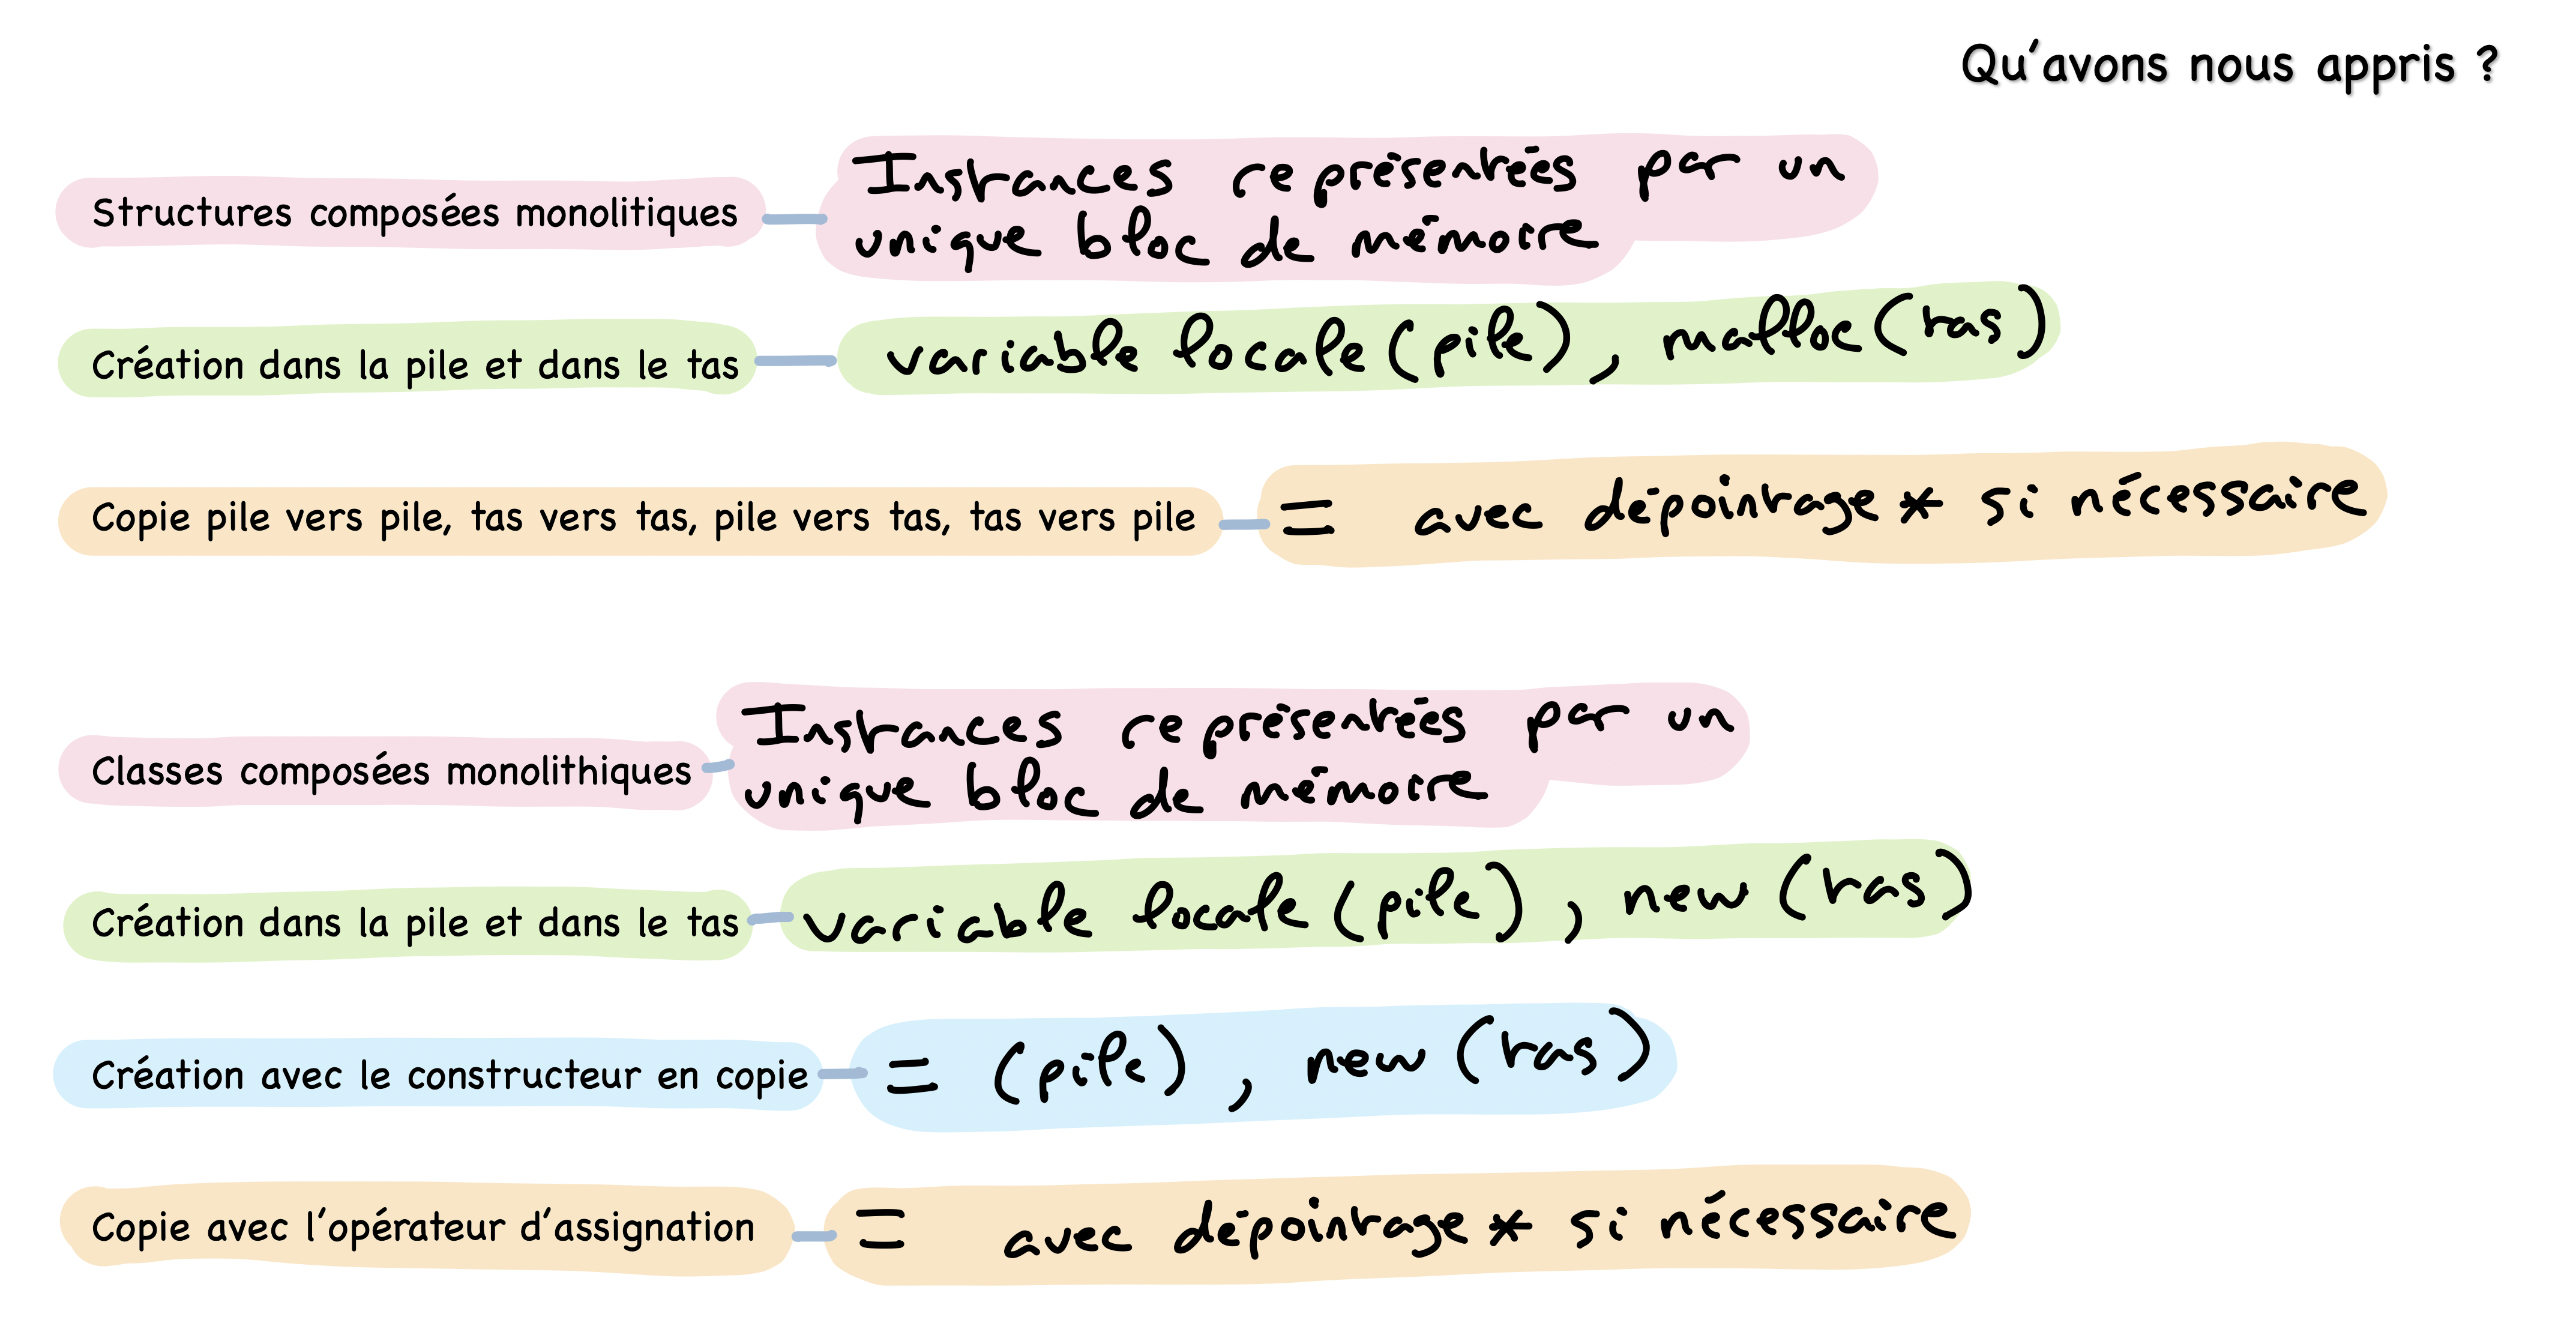 Qu'avons nous appris ?
Structures composées monolitiques
Instances représentées par un
unique bloc de mémoire
Création dans la pile et dans le tas
variable locale (pile), malloc (tas)
Copie pile vers pile, tas vers tas, pile vers tas, tas vers pile
= avec dépointage * si nécessaire
Classes composées monolithiques
Instances représentées par un
unique bloc de mémoire
Création dans la pile et dans le tas
variable locale (pile), new (tas)
Création avec le constructeur en copie
= (pile), new (tas)
Copie avec l'opérateur d'assignation
= avec dépointage * si nécessaire